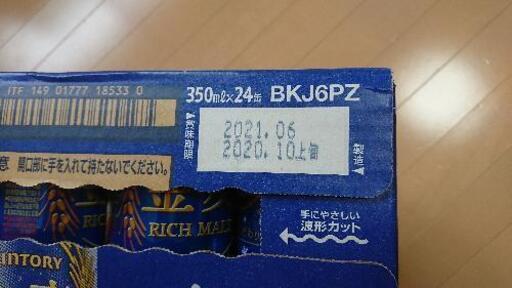 ITF 149 01777 18533 0
350ml×24缶 BKJ6PZ
賞味期限
2021.06
2020.10上旬
製造
開口部に手を入れて持たないでください。
手にやさしい
波形カット
RICH MALT